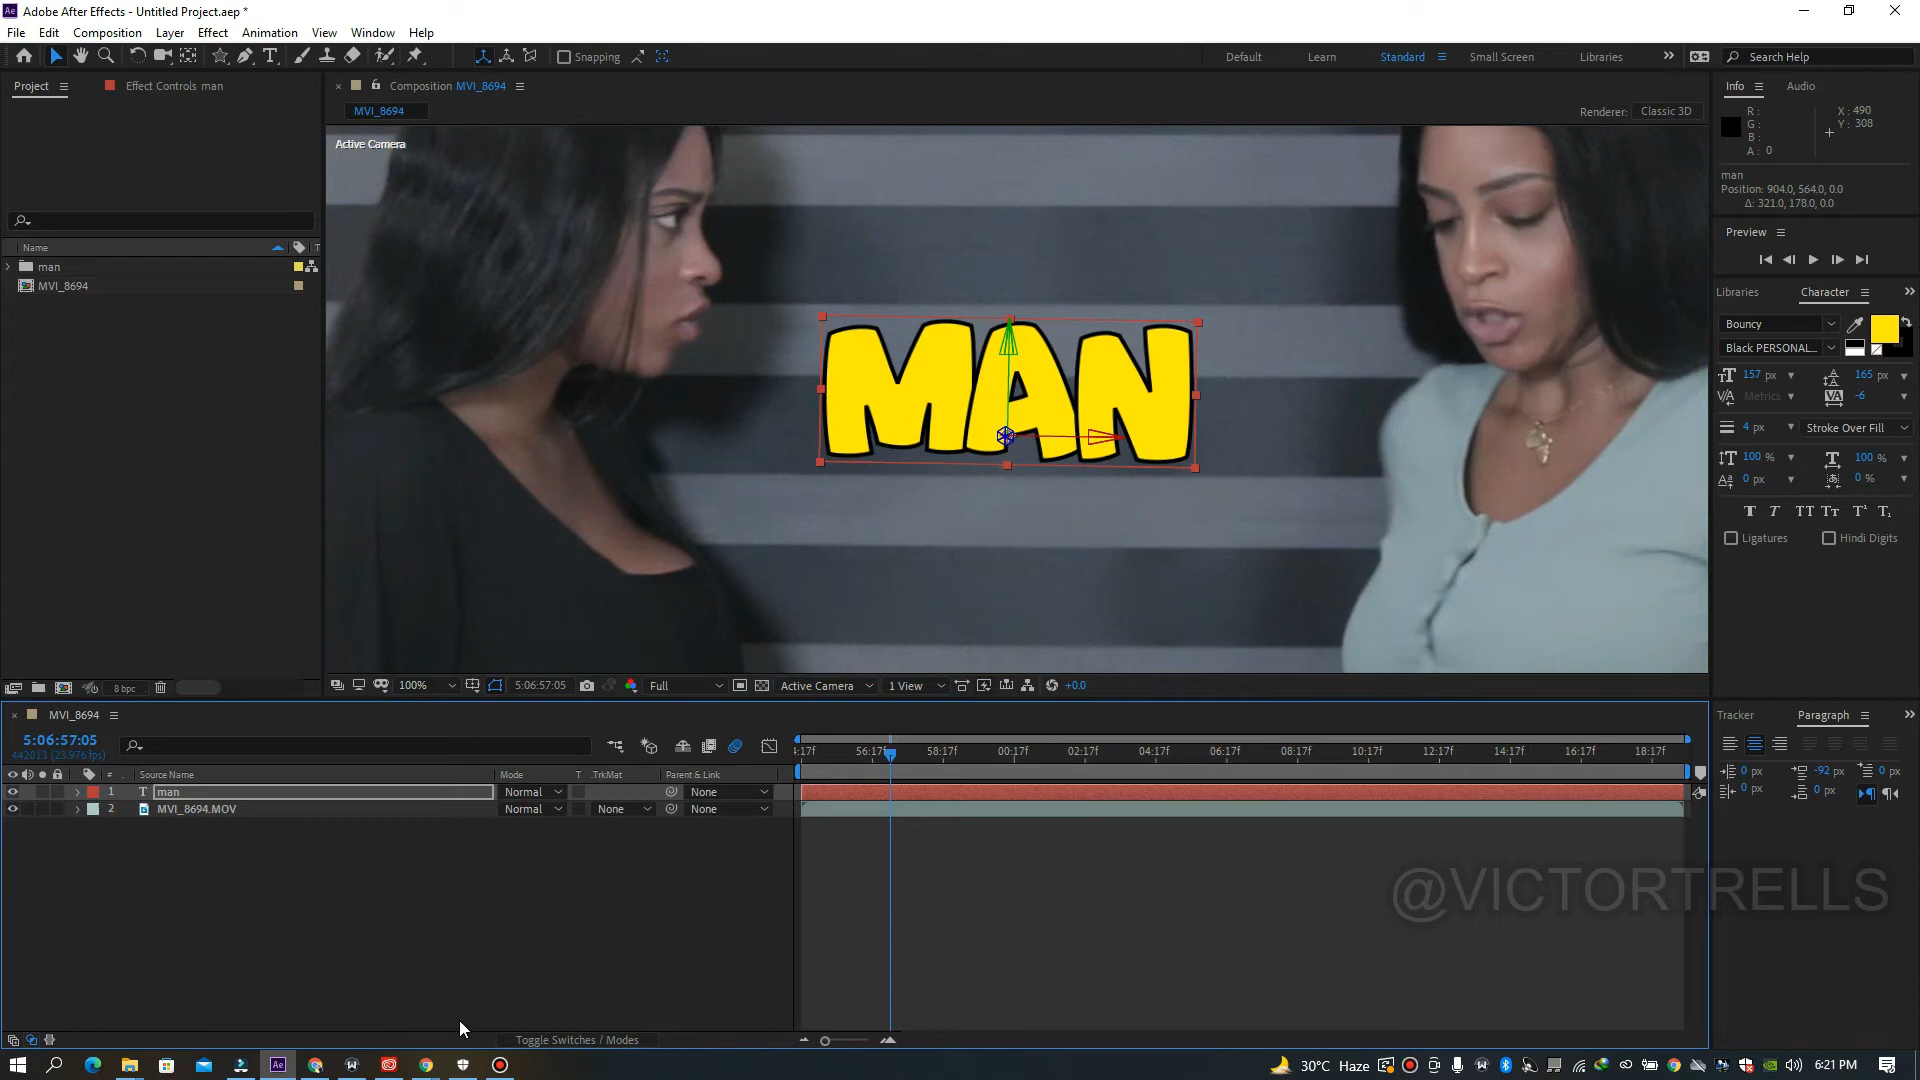 Adobe After Effects - Untitled Project.aep *
File Edit Composition Layer Effect Animation View Window Help
Snapping
Default Learn Standard Small Screen Libraries
Search Help
Project
Effect Controls man
Composition MVI_8694
MVI_8694
Renderer: Classic 3D
Active Camera
Name
man
MVI_8694
8 bpc
MAN
100%
5:06:57:05
Full
Active Camera
1 View
+0.0
Info Audio
R :
G :
B :
A : 0
X : 490
Y : 308
man
Position: 904.0, 564.0, 0.0
Δ: 321.0, 178.0, 0.0
Preview
Libraries Character
Bouncy
Black PERSONAL...
157 px
165 px
Metrics
-6
4 px
Stroke Over Fill
100 %
100 %
0 px
0 %
Ligatures Hindi Digits
MVI_8694
5:06:57:05
442013 (23.976 fps)
# Source Name Mode T .TrkMat Parent & Link
1 T man Normal None
2 MVI_8694.MOV Normal None None
4:17f 56:17f 58:17f 00:17f 02:17f 04:17f 06:17f 08:17f 10:17f 12:17f 14:17f 16:17f 18:17f
Toggle Switches / Modes
Tracker Paragraph
0 px -92 px 0 px
0 px 0 px
@VICTORTRELLS
30°C Haze
6:21 PM